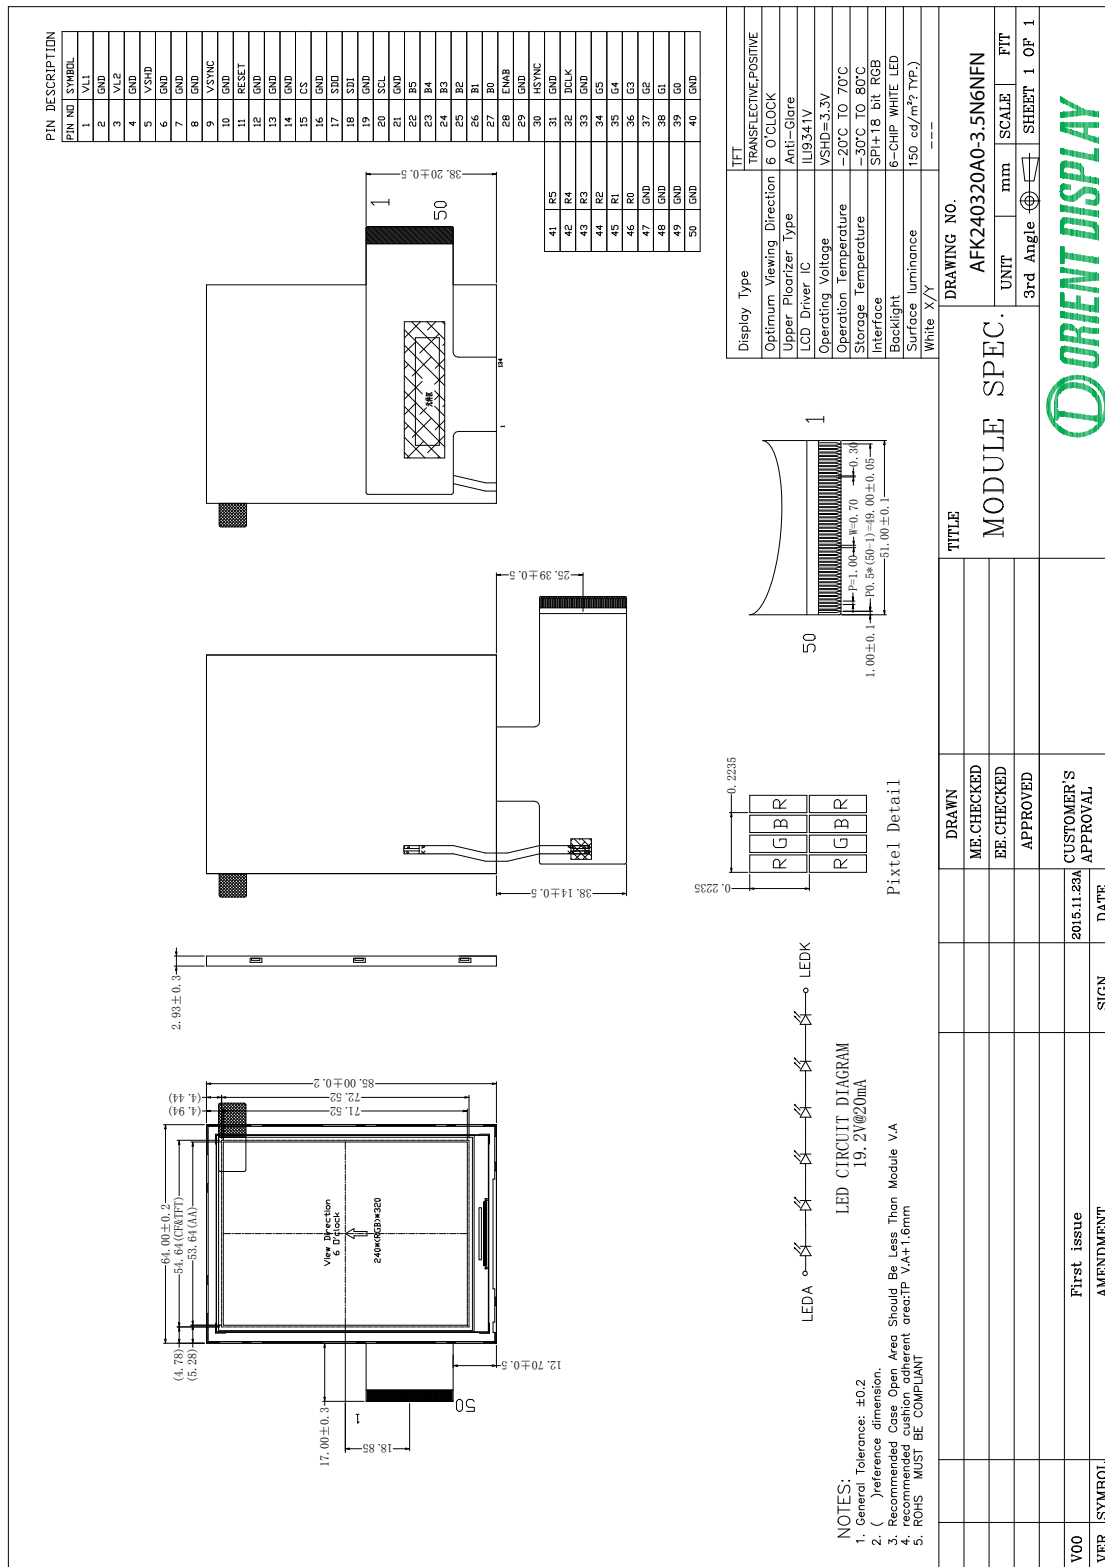 PIN DESCRIPTION
PIN NO SYMBOL
1 VL1
2 GND
3 VL2
4 GND
5 VSHD
6 GND
7 GND
8 GND
9 VSYNC
10 GND
11 RESET
12 GND
13 GND
14 GND
15 CS
16 GND
17 SDO
18 SDI
19 GND
20 SCL
21 GND
22 B5
23 B4
24 B3
25 B2
26 B1
27 B0
28 ENAB
29 GND
30 HSYNC
31 GND
32 DCLK
33 GND
34 G5
35 G4
36 G3
37 G2
38 G1
39 G0
40 GND
41 R5
42 R4
43 R3
44 R2
45 R1
46 R0
47 GND
48 GND
49 GND
50 GND
64.00±0.2
54.64(CF&TFT)
53.64(AA)
(4.78)
(5.28)
17.00±0.3
85.00±0.2
72.52
71.52
(4.44)
(4.94)
View Direction
6 O'clock
240*(RGB)*320
1
50
18.85
12.70±0.5
2.93±0.3
38.14±0.5
25.39±0.5
38.20±0.5
1
50
1
134
LEDA
LEDK
LED CIRCUIT DIAGRAM
19.2V@20mA
0.2235
0.2235
R G B R
R G B R
Pixtel Detail
50
1
P=1.00
W=0.70
0.30
P0.5*(50-1)=49.00±0.05
51.00±0.1
1.00±0.1
NOTES:
1. General Tolerance: ±0.2
2. ( )reference dimension.
3. Recommended Case Open Area Should Be Less Than Module V.A
4. recommended cushion adherent area:TP V.A+1.6mm
5. ROHS MUST BE COMPLIANT
Display Type TFT TRANSFLECTIVE,POSITIVE
Optimum Viewing Direction 6 O'CLOCK
Upper Ploarizer Type Anti-Glare
LCD Driver IC ILI9341V
Operating Voltage VSHD=3.3V
Operation Temperature -20°C TO 70°C
Storage Temperature -30°C TO 80°C
Interface SPI+18 bit RGB
Backlight 6-CHIP WHITE LED
Surface luminance 150 cd/m²? TYP.)
White X/Y ---
V00 First issue 2015.11.23A
VER SYMBOL AMENDMENT SIGN DATE
DRAWN
ME.CHECKED
EE.CHECKED
APPROVED
CUSTOMER'S APPROVAL
TITLE
MODULE SPEC.
DRAWING NO.
AFK240320A0-3.5N6NFN
UNIT mm SCALE FIT
3rd Angle SHEET 1 OF 1
ORIENT DISPLAY